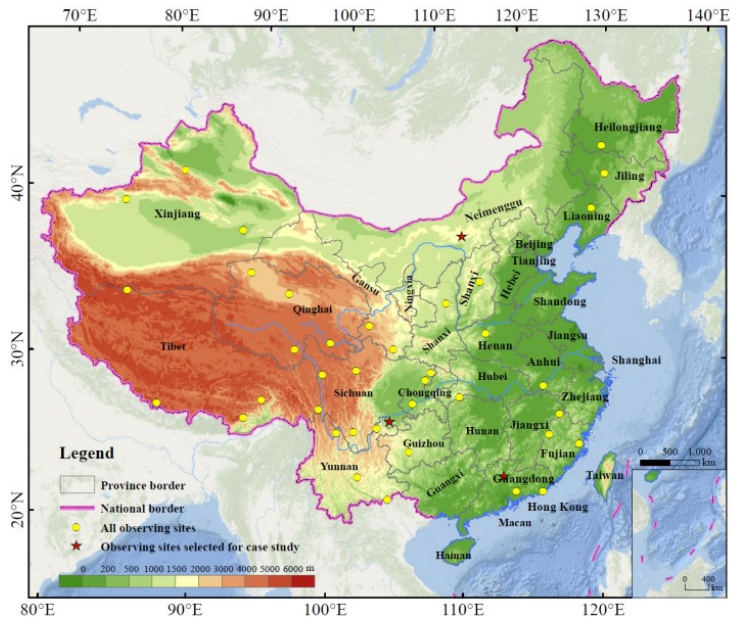 70°E 80°E 90°E 100°E 110°E 120°E 130°E 140°E
Heilongjiang
40°N
Jiling
Xinjiang
Neimenggu
Liaoning
Beijing
Tianjing
Gansu
Ningxia
Shanxi
Hebei
Qinghai
Shandong
Shanxi
Jiangsu
Tibet
Henan
30°N
Anhui
Shanghai
Hubei
Sichuan
Chongqing
Zhejiang
Hunan
Jiangxi
Guizhou
Legend
Fujian
0 500 1,000
km
Yunnan
Guangxi
Guangdong
Taiwan
Province border
National border
20°N
Hong Kong
All observing sites
Macau
Observing sites selected for case study
Hainan
0 200 500 1000 1500 2000 3000 4000 5000 6000 m
0 400
km
80°E 90°E 100°E 110°E 120°E